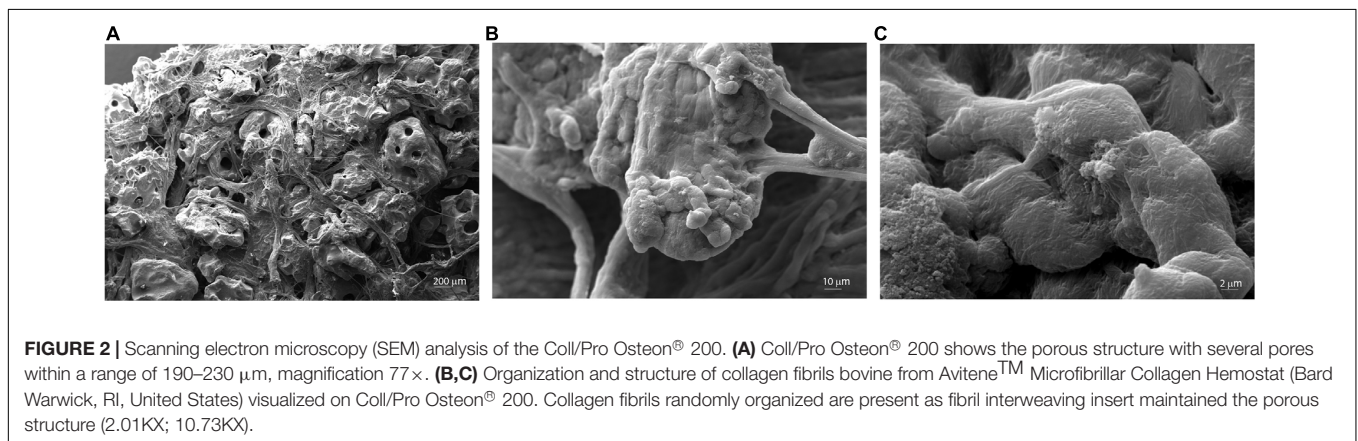 A
B
C
200 μm
10 μm
2 μm
FIGURE 2 | Scanning electron microscopy (SEM) analysis of the Coll/Pro Osteon® 200. (A) Coll/Pro Osteon® 200 shows the porous structure with several pores
within a range of 190–230 μm, magnification 77×. (B,C) Organization and structure of collagen fibrils bovine from Avitene™ Microfibrillar Collagen Hemostat (Bard
Warwick, RI, United States) visualized on Coll/Pro Osteon® 200. Collagen fibrils randomly organized are present as fibril interweaving insert maintained the porous
structure (2.01KX; 10.73KX).